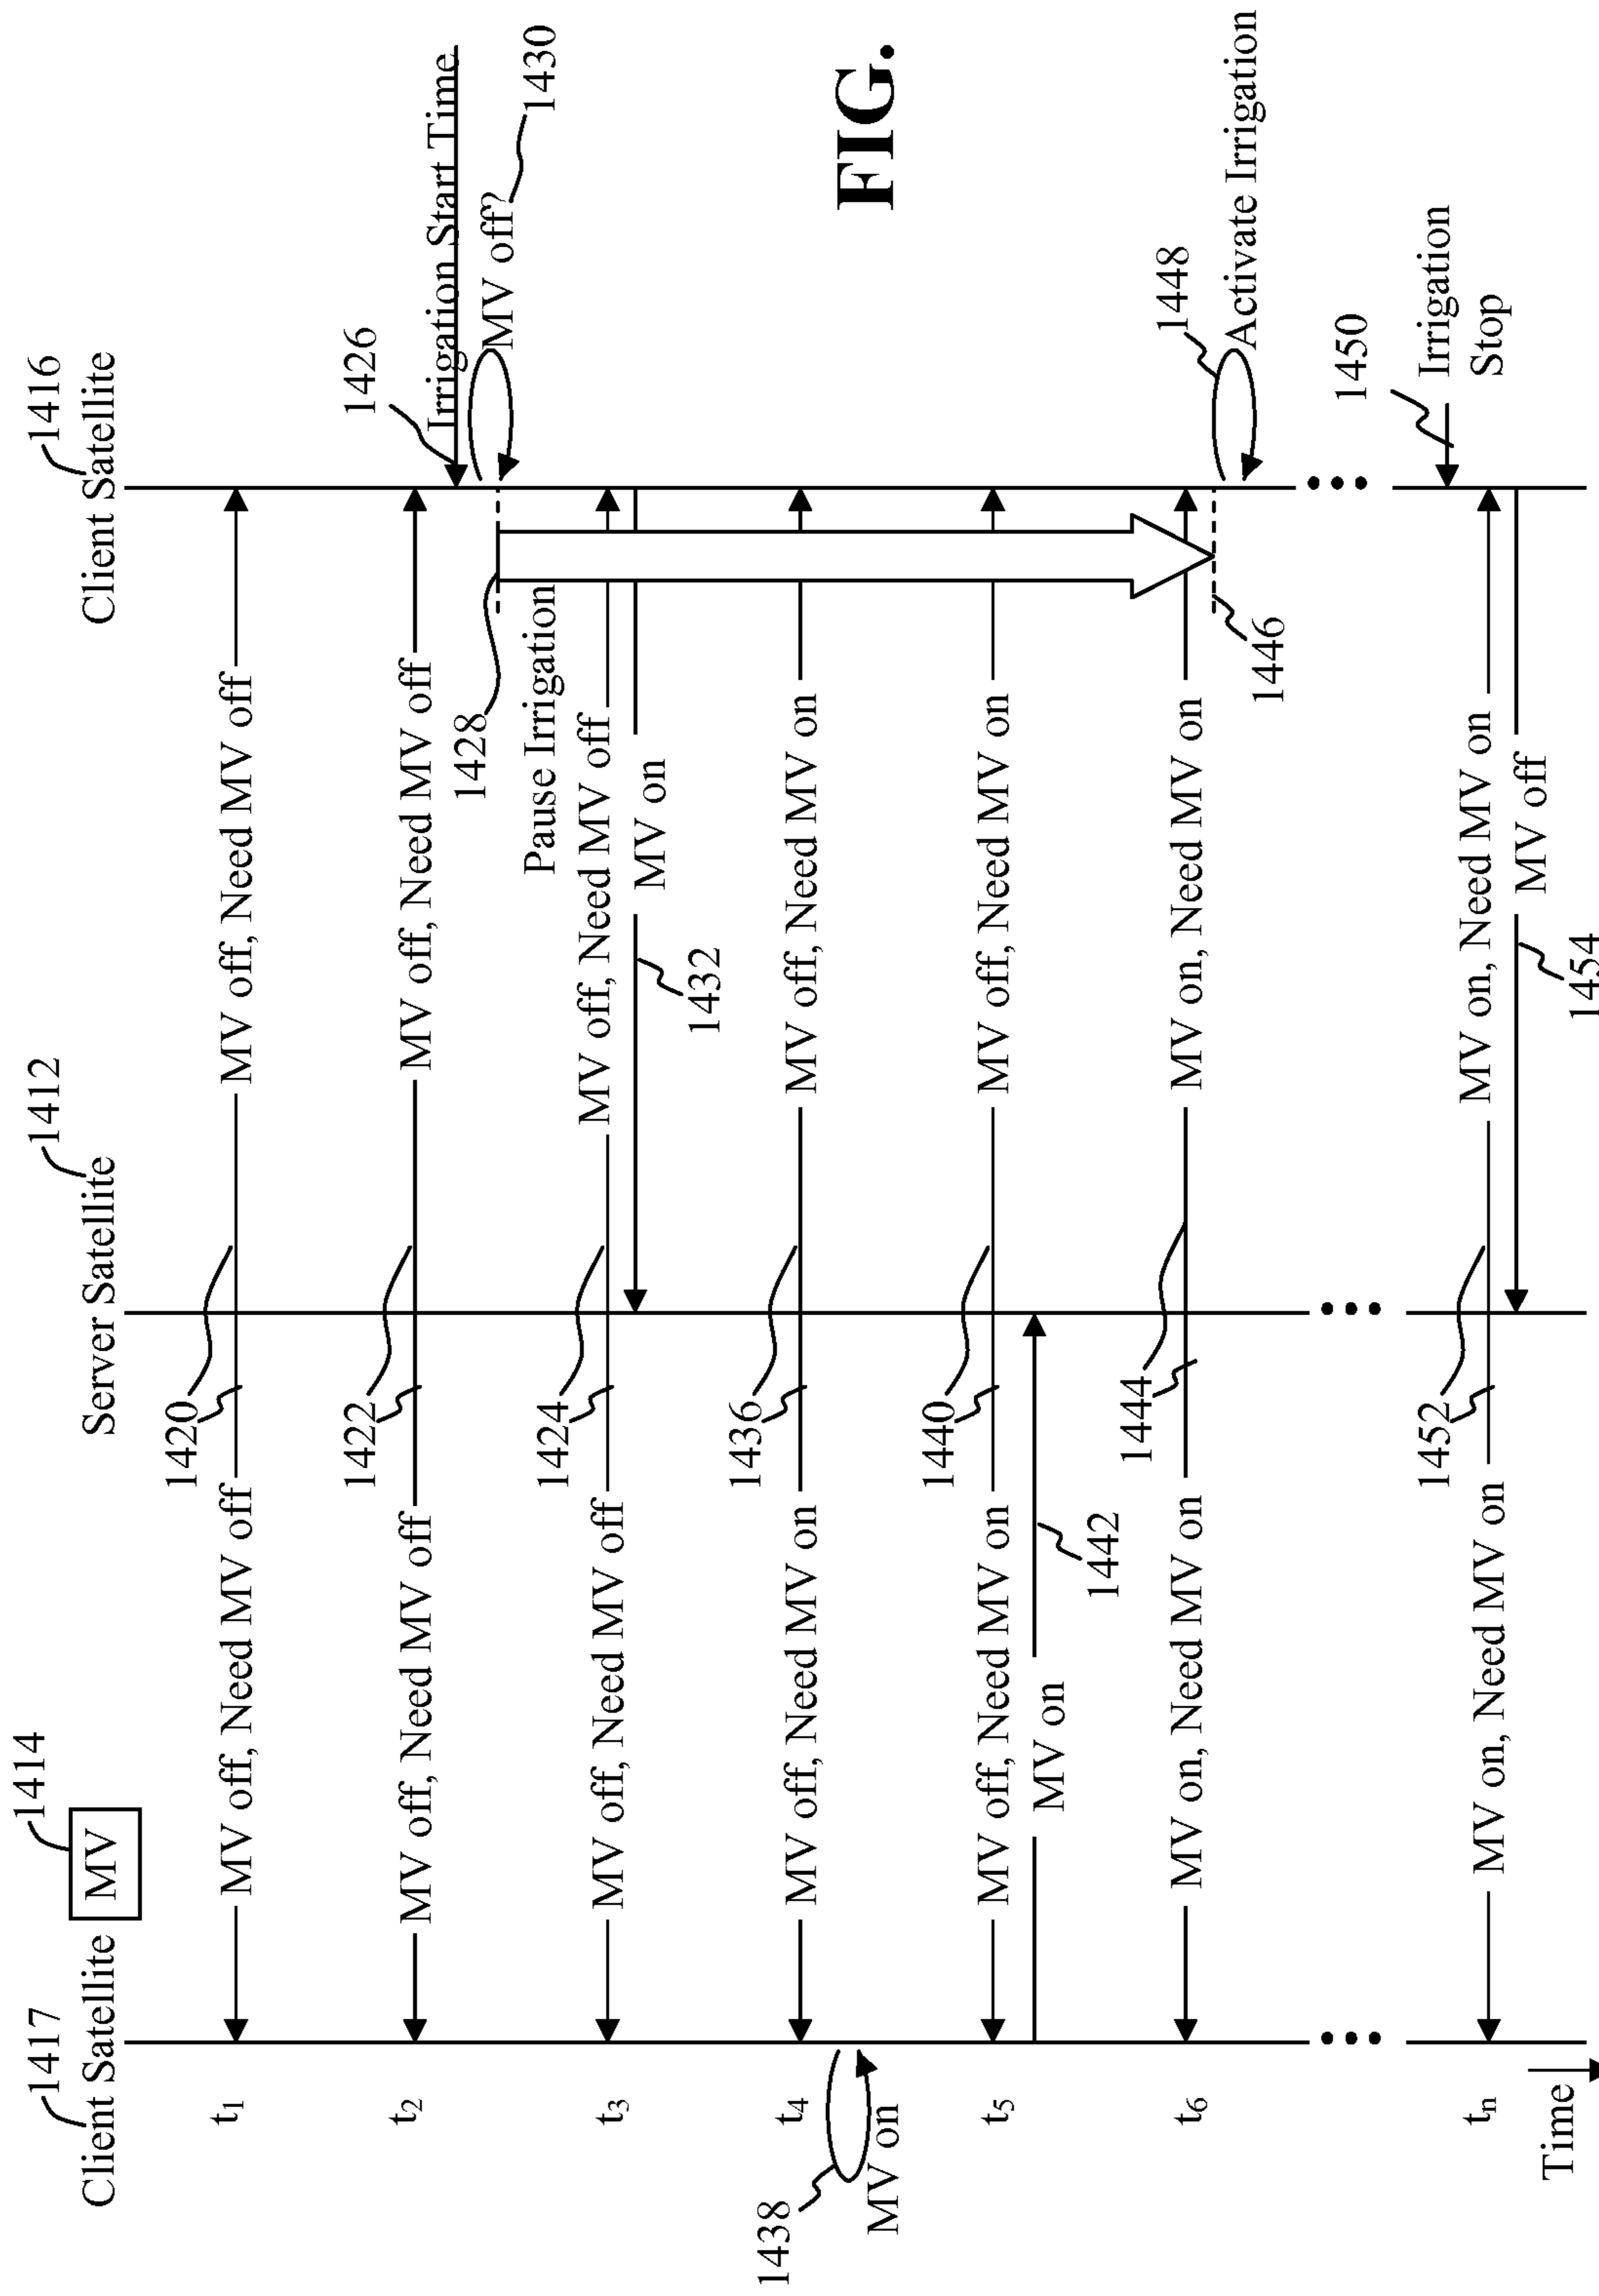 1417
Client Satellite
MV
1414
Server Satellite
1412
Client Satellite
1416
t1
MV off, Need MV off
1420
MV off, Need MV off
t2
MV off, Need MV off
1422
MV off, Need MV off
1426
Irrigation Start Time
1428
MV off?
1430
Pause Irrigation
t3
MV off, Need MV off
1424
MV off, Need MV off
MV on
1432
t4
MV off, Need MV on
1436
MV off, Need MV on
1438
MV on
FIG.
t5
MV off, Need MV on
1440
MV off, Need MV on
MV on
1442
t6
MV on, Need MV on
1444
MV on, Need MV on
1446
1448
Activate Irrigation
1450
Irrigation
Stop
tn
MV on, Need MV on
1452
MV on, Need MV on
MV off
1454
Time